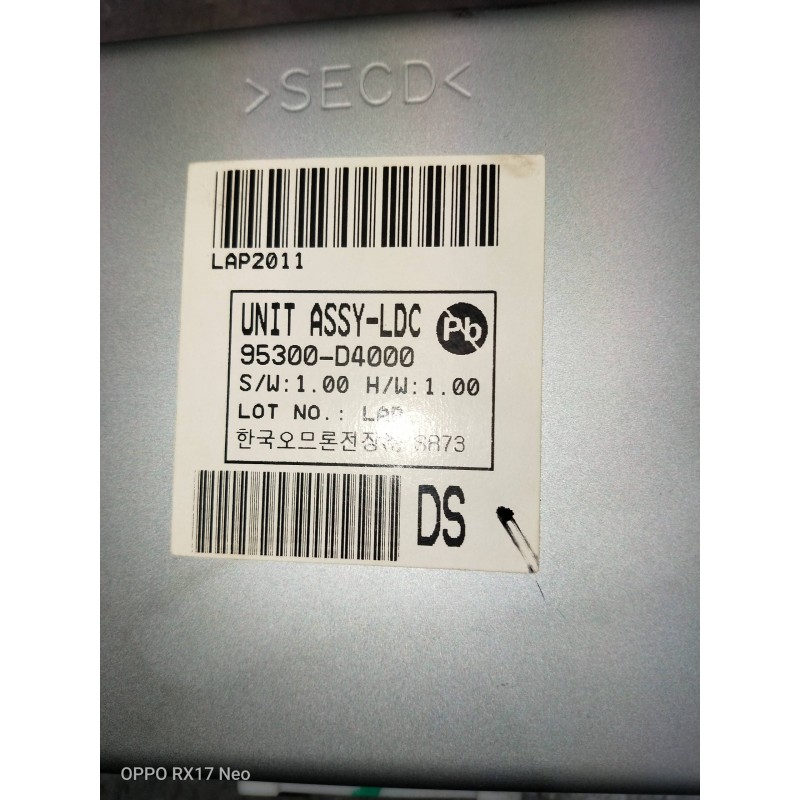 >SECD<
LAP2011
UNIT ASSY-LDC
Pb
95300-D4000
S/W:1.00 H/W:1.00
LOT NO.: LAP
한국오므론전장 SA73
DS
OPPO RX17 Neo